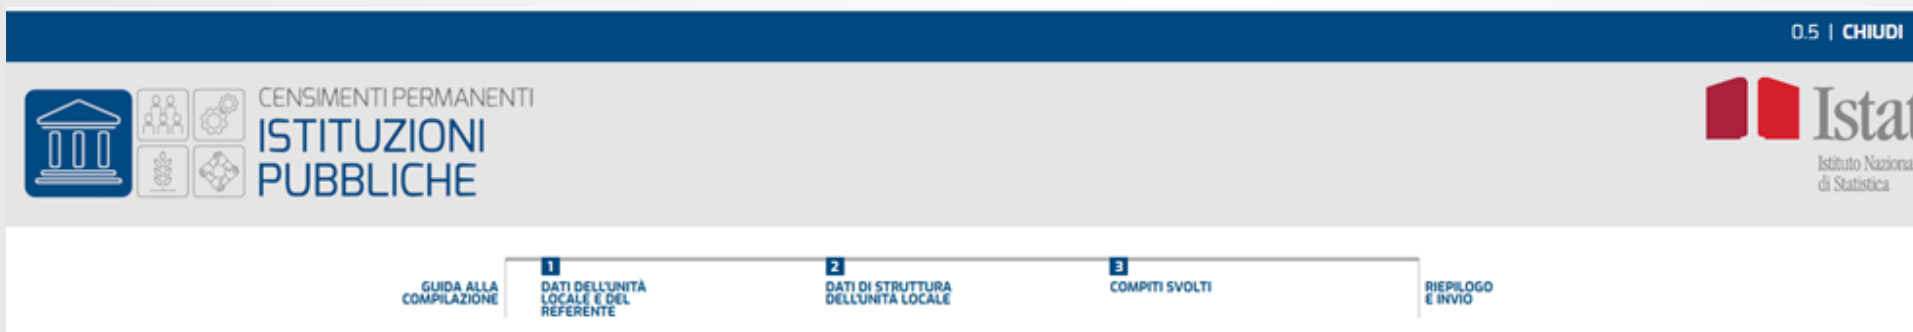 0.5 | CHIUDI
CENSIMENTI PERMANENTI
ISTITUZIONI
PUBBLICHE
Istat
Istituto Naziona
di Statistica
GUIDA ALLA
COMPILAZIONE
1
DATI DELL'UNITÀ
LOCALE E DEL
REFERENTE
2
DATI DI STRUTTURA
DELL'UNITÀ LOCALE
3
COMPITI SVOLTI
RIEPILOGO
E INVIO